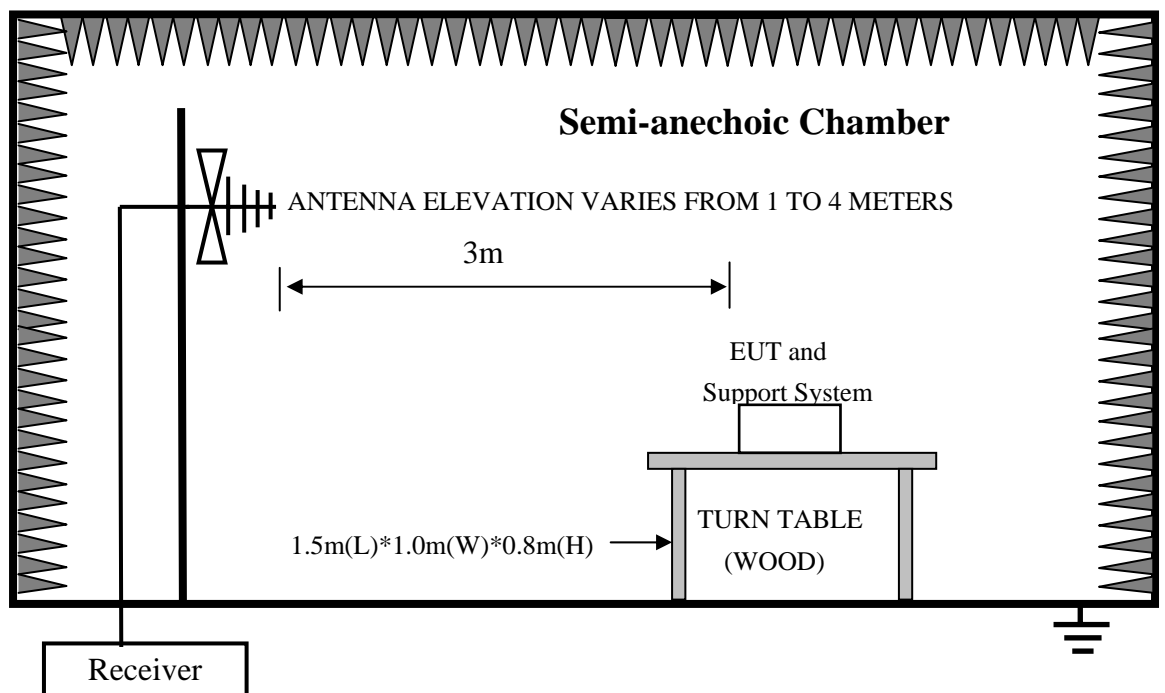 Semi-anechoic Chamber
ANTENNA ELEVATION VARIES FROM 1 TO 4 METERS
3m
EUT and
Support System
TURN TABLE
1.5m(L)*1.0m(W)*0.8m(H)
(WOOD)
Receiver